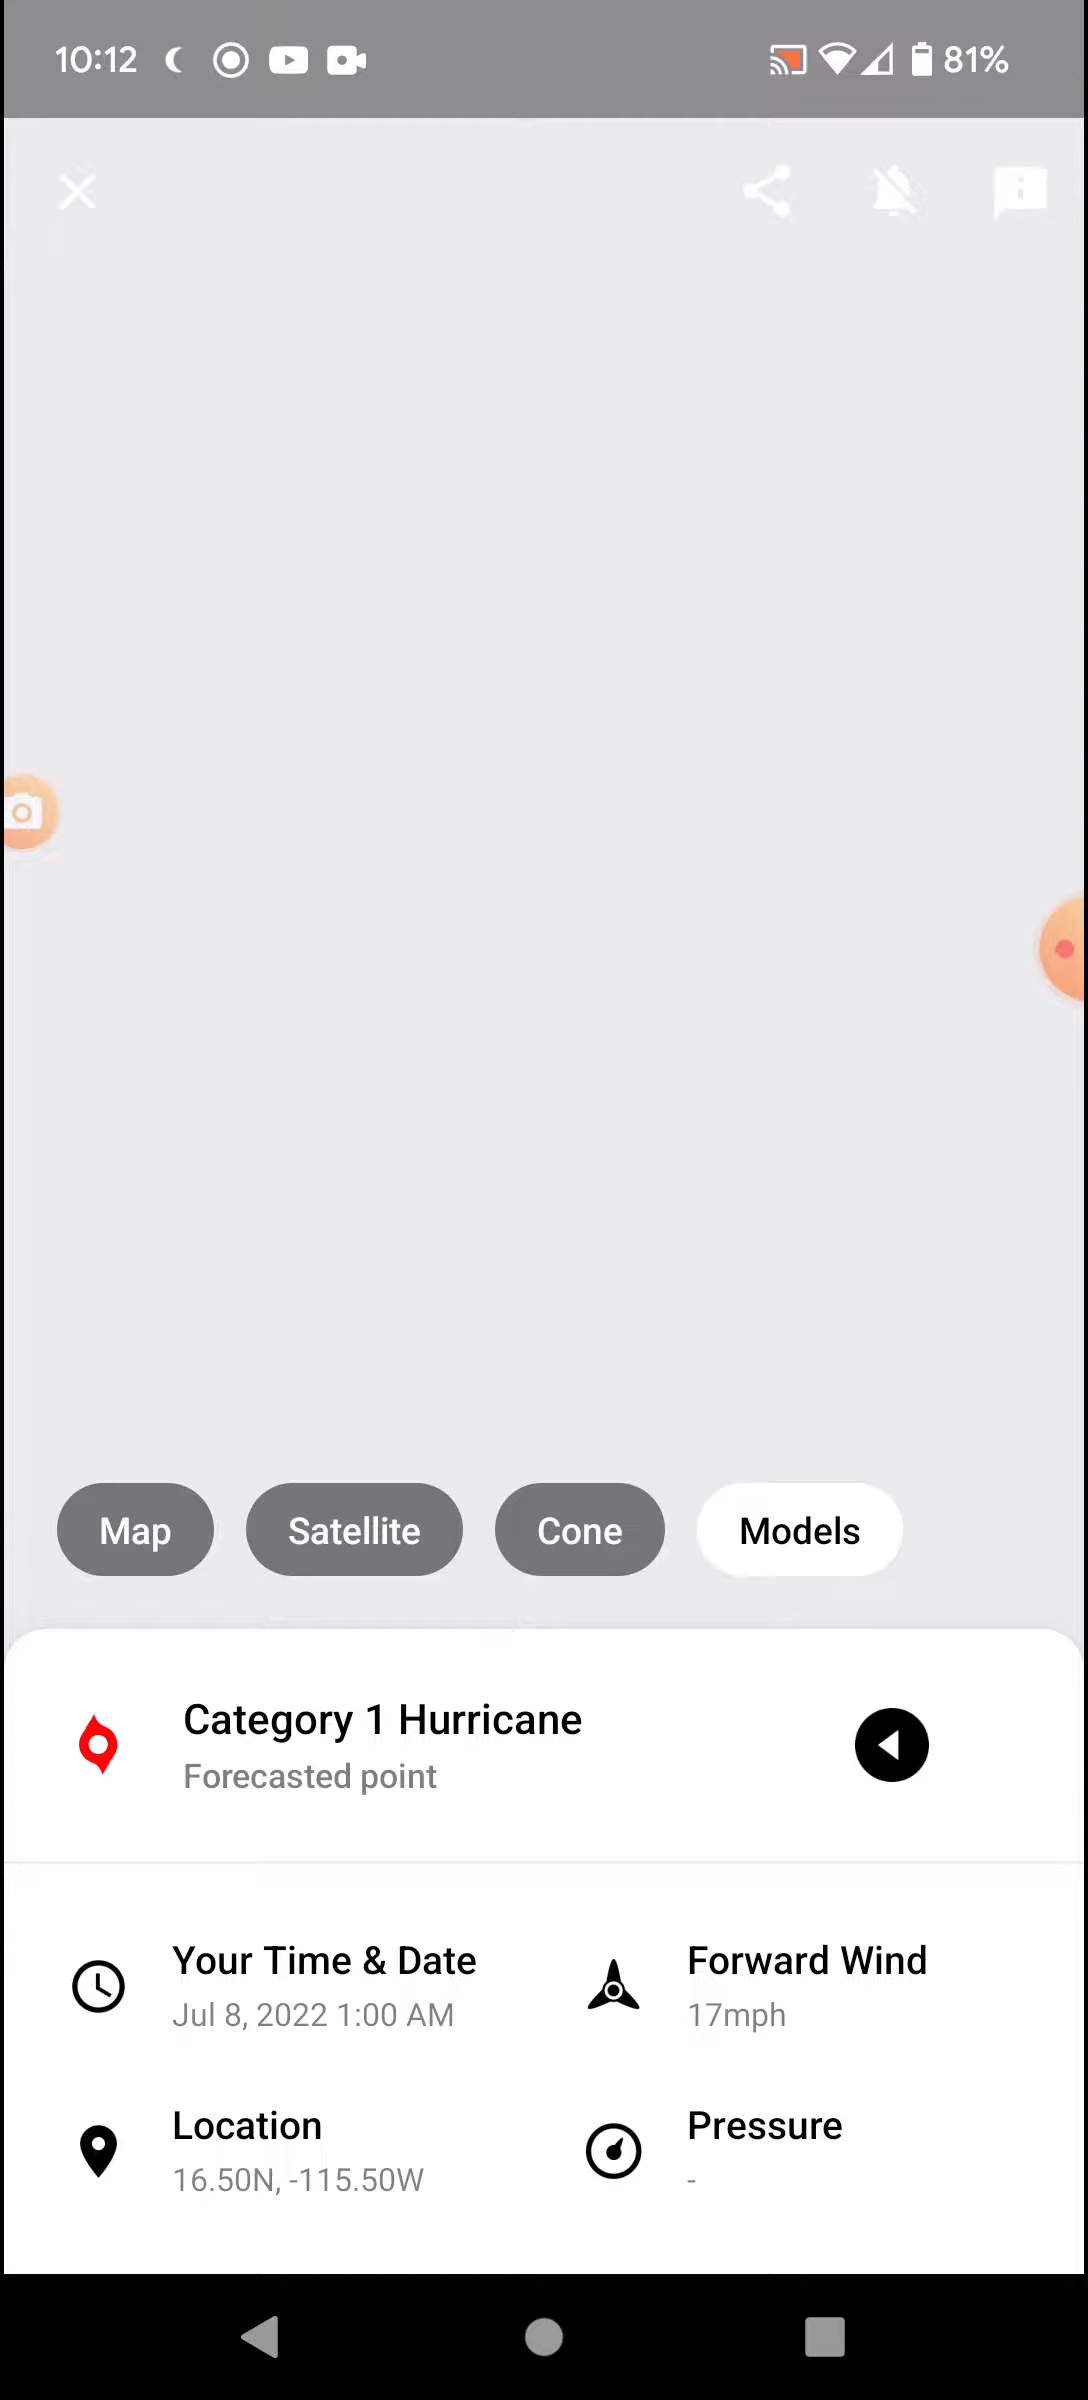 10:12
81%
Map
Satellite
Cone
Models
Category 1 Hurricane
Forecasted point
Your Time & Date
Jul 8, 2022 1:00 AM
Forward Wind
17mph
Location
16.50N, -115.50W
Pressure
-